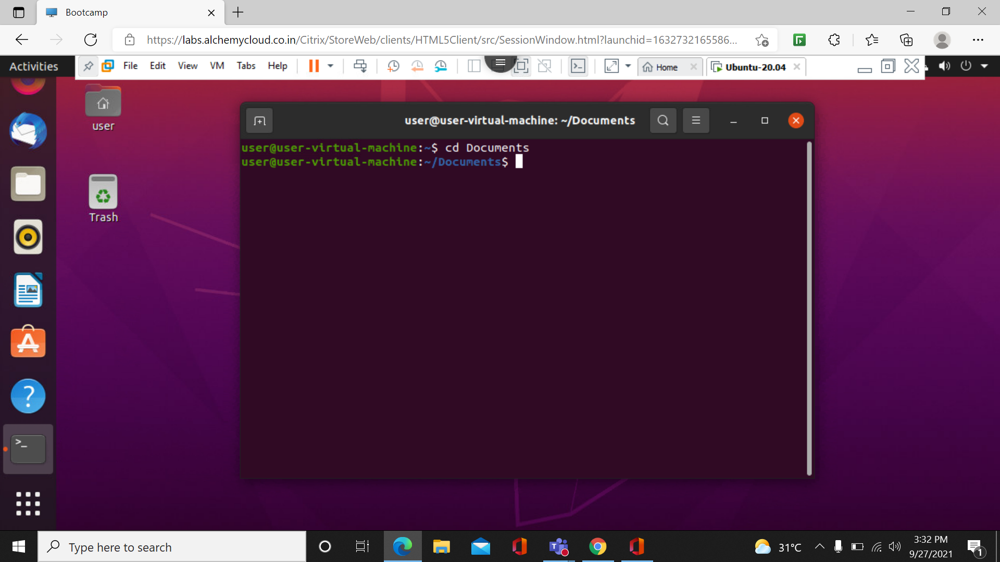 Bootcamp
https://labs.alchemycloud.co.in/Citrix/StoreWeb/clients/HTML5Client/src/SessionWindow.html?launchid=1632732165586...
Activities
File Edit View VM Tabs Help
Home
Ubuntu-20.04
user
Trash
user@user-virtual-machine: ~/Documents
user@user-virtual-machine:~$ cd Documents
user@user-virtual-machine:~/Documents$
Type here to search
31°C
3:32 PM
9/27/2021
1